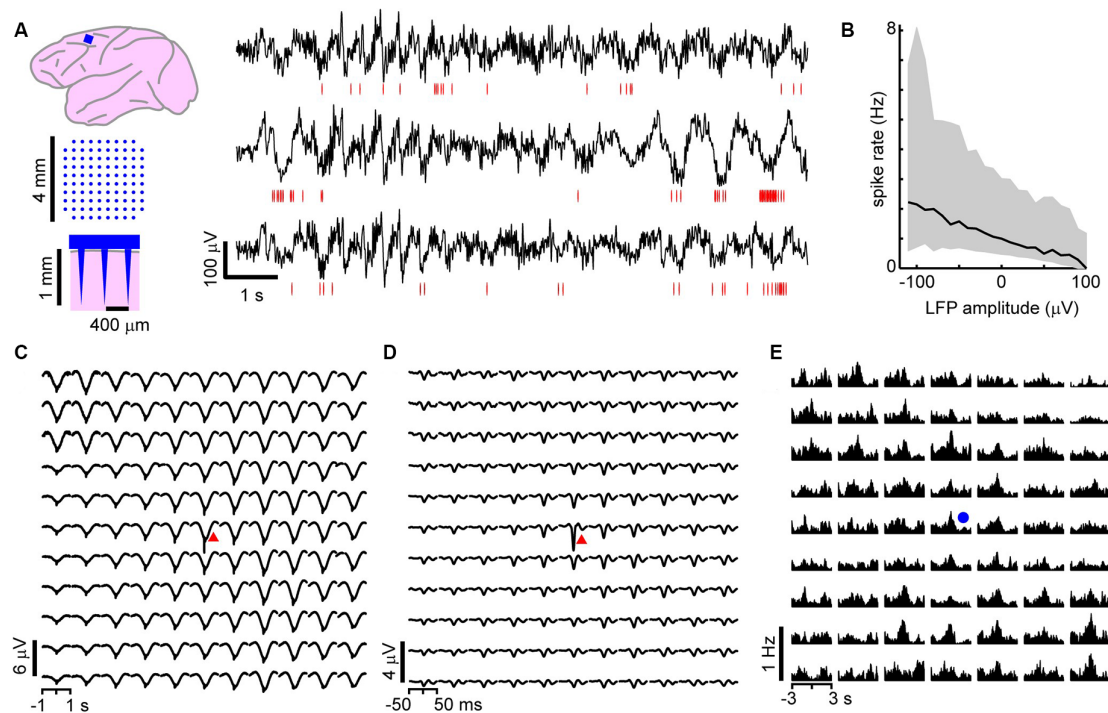 A
4 mm
1 mm
400 µm
100 µV
1 s
B
8
spike rate (Hz)
0
-100 0 100
LFP amplitude (µV)
C
6 µV
-1 1 s
D
4 µV
-50 50 ms
E
1 Hz
-3 3 s